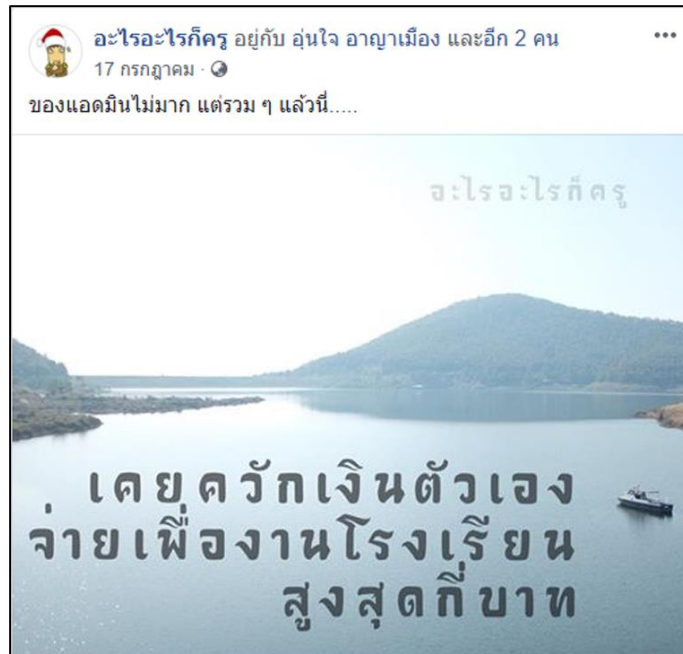 อะไรอะไรก็ครู อยู่กับ อุ่นใจ อาญาเมือง และอีก 2 คน
17 กรกฎาคม ·
ของแอดมินไม่มาก แต่รวม ๆ แล้วนี่.....
อะไรอะไรก็ครู
เคยควักเงินตัวเอง
จ่ายเพื่องานโรงเรียน
สูงสุดกี่บาท